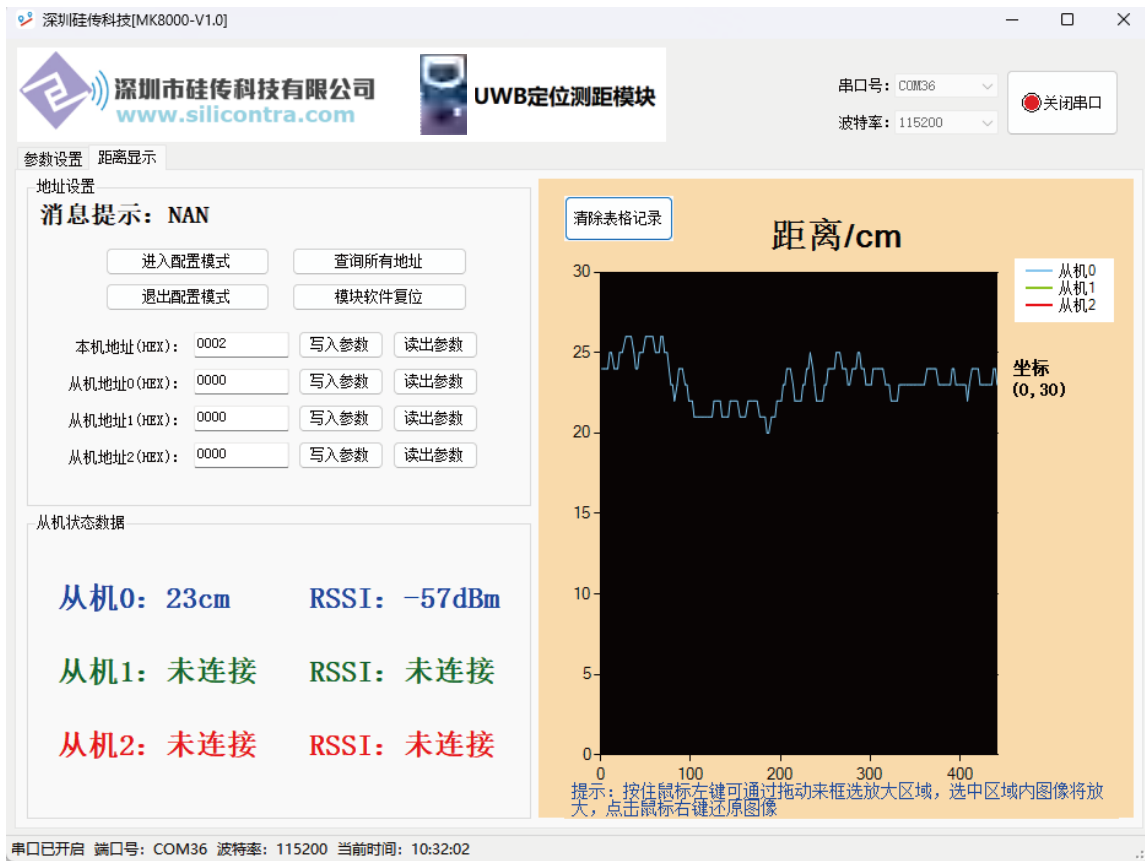 深圳硅传科技[MK8000-V1.0]
深圳市硅传科技有限公司
www.silicontra.com
UWB定位测距模块
串口号: COM36
波特率: 115200
关闭串口
参数设置 距离显示
地址设置
消息提示: NAN
进入配置模式 查询所有地址
退出配置模式 模块软件复位
本机地址(HEX): 0002 写入参数 读出参数
从机地址0(HEX): 0000 写入参数 读出参数
从机地址1(HEX): 0000 写入参数 读出参数
从机地址2(HEX): 0000 写入参数 读出参数
从机状态数据
从机0: 23cm RSSI: -57dBm
从机1: 未连接 RSSI: 未连接
从机2: 未连接 RSSI: 未连接
清除表格记录
距离/cm
从机0
从机1
从机2
坐标
(0,30)
30
25
20
15
10
5
0
0 100 200 300 400
提示: 按住鼠标左键可通过拖动来框选放大区域, 选中区域内图像将放
大, 点击鼠标右键还原图像
串口已开启 端口号: COM36 波特率: 115200 当前时间: 10:32:02